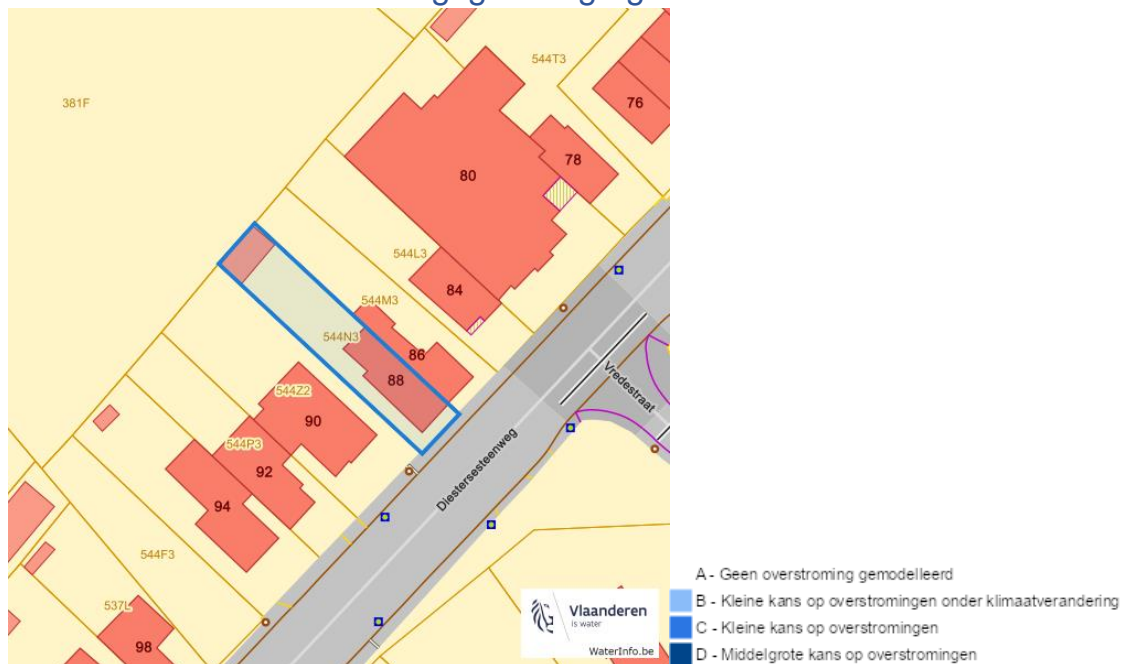 544T3
381F
76
78
80
544L3
84
544M3
544N3
86
88
Vredestraat
544Z2
90
544P3
92
Diestersesteenweg
94
544F3
537L
98
Vlaanderen
is water
WaterInfo.be
A - Geen overstroming gemodelleerd
B - Kleine kans op overstromingen onder klimaatverandering
C - Kleine kans op overstromingen
D - Middelgrote kans op overstromingen